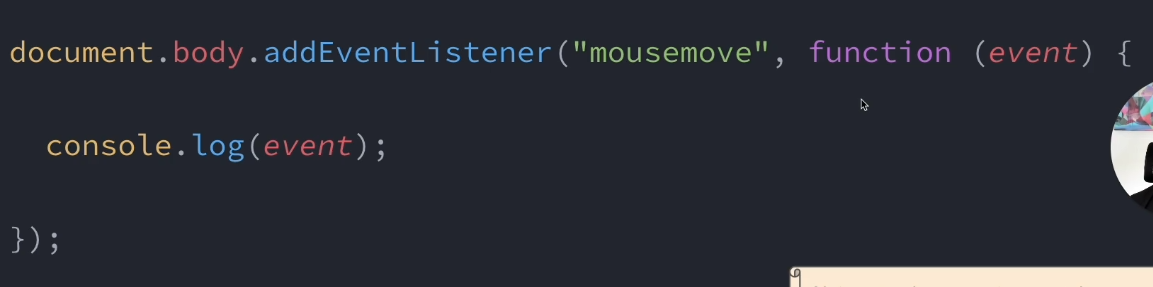 document.body.addEventListener("mousemove", function (event) {
console.log(event);
});